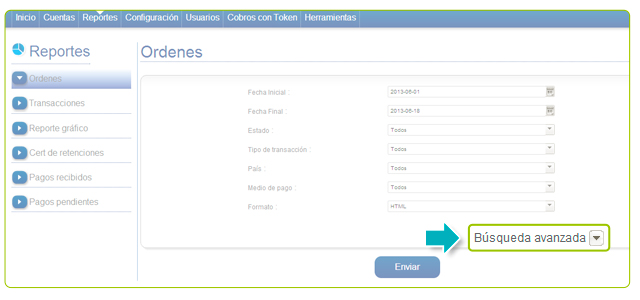 Inicio Cuentas Reportes Configuración Usuarios Cobros con Token Herramientas
Reportes
Ordenes
Transacciones
Reporte gráfico
Cert de retenciones
Pagos recibidos
Pagos pendientes
Ordenes
Fecha Inicial : 2013-06-01
Fecha Final : 2013-06-18
Estado : Todos
Tipo de transacción : Todos
País : Todos
Medio de pago : Todos
Formato : HTML
Búsqueda avanzada
Enviar